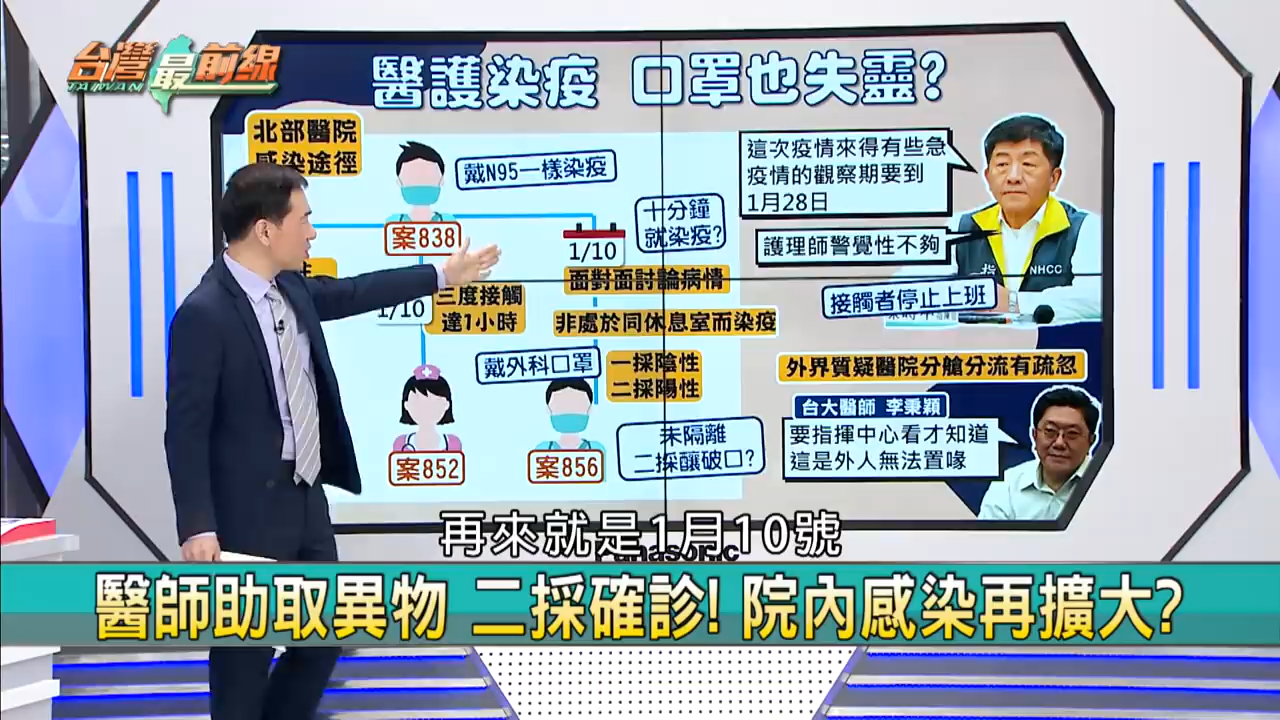 台灣最前線
TAIWAN
醫護染疫 口罩也失靈?
北部醫院
感染途徑
戴N95一樣染疫
案838
1/10
十分鐘
就染疫?
1/10
三度接觸
達1小時
面對面討論病情
非處於同休息室而染疫
戴外科口罩
一採陰性
二採陽性
案852
案856
未隔離
二採釀破口?
這次疫情來得有些急
疫情的觀察期要到
1月28日
護理師警覺性不夠
指
NHCC
接觸者停止上班
外界質疑醫院分艙分流有疏忽
台大醫師 李秉穎
要指揮中心看才知道
這是外人無法置喙
再來就是1月10號
Panasonic
醫師助取異物 二採確診! 院內感染再擴大?